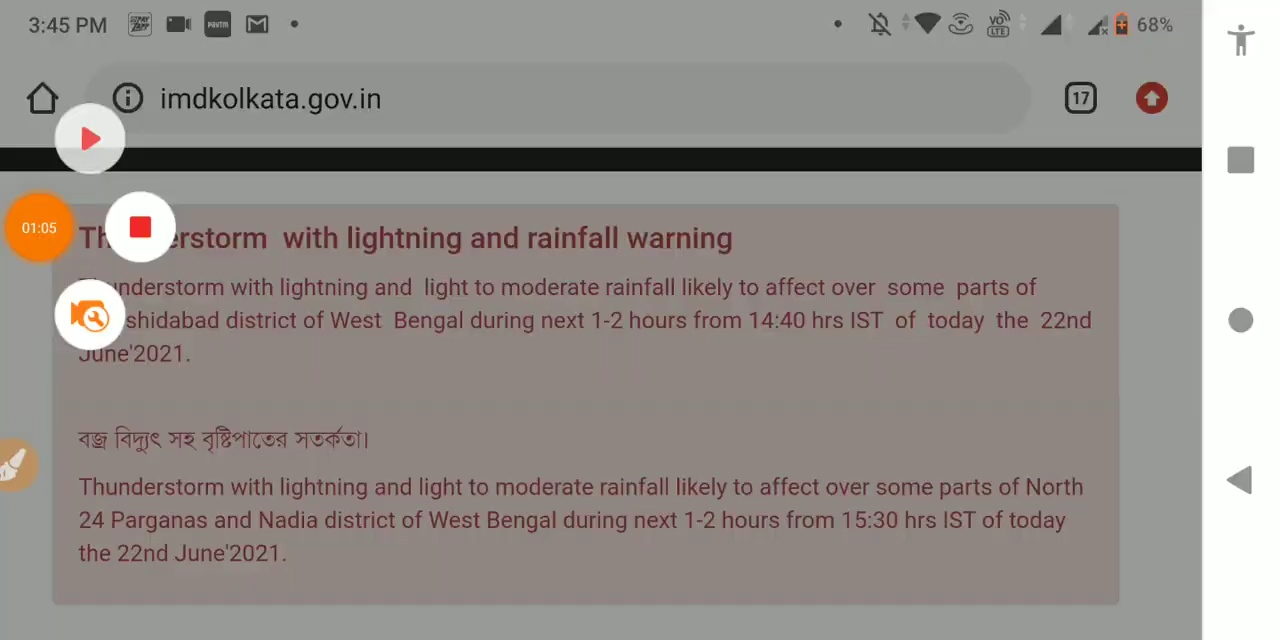 3:45 PM
paytm
VO LTE
68%
imdkolkata.gov.in
17
01:05
with lightning and rainfall warning
with lightning and light to moderate rainfall likely to affect over some parts of
district of West Bengal during next 1-2 hours from 14:40 hrs IST of today the 22nd
June'2021.
বজ্র বিদ্যুৎ সহ বৃষ্টিপাতের সতর্কতা।
Thunderstorm with lightning and light to moderate rainfall likely to affect over some parts of North
24 Parganas and Nadia district of West Bengal during next 1-2 hours from 15:30 hrs IST of today
the 22nd June'2021.